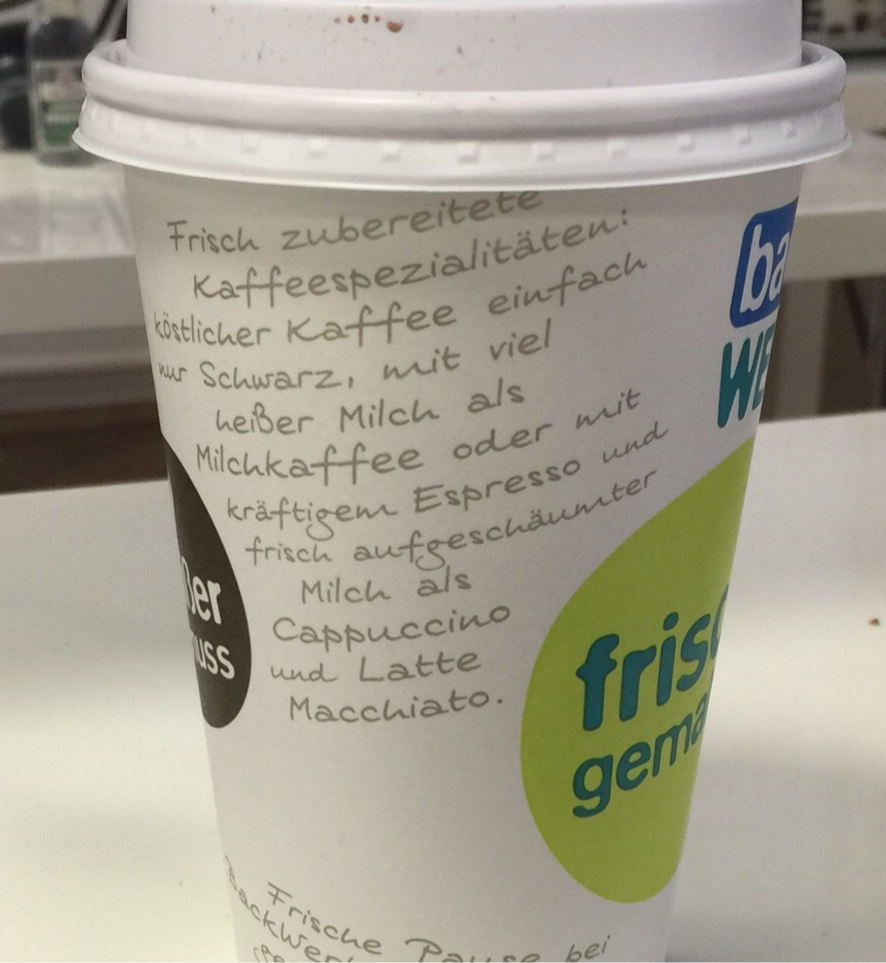 Frisch zubereitete
Kaffeespezialitäten:
köstlicher Kaffee einfach
nur Schwarz, mit viel
heißer Milch als
Milchkaffee oder mit
kräftigem Espresso und
frisch aufgeschäumter
Milch als
Cappuccino
und Latte
Macchiato.
ba
WE
ßer
uss
frisc
gema
Frische Pause bei
BackWer